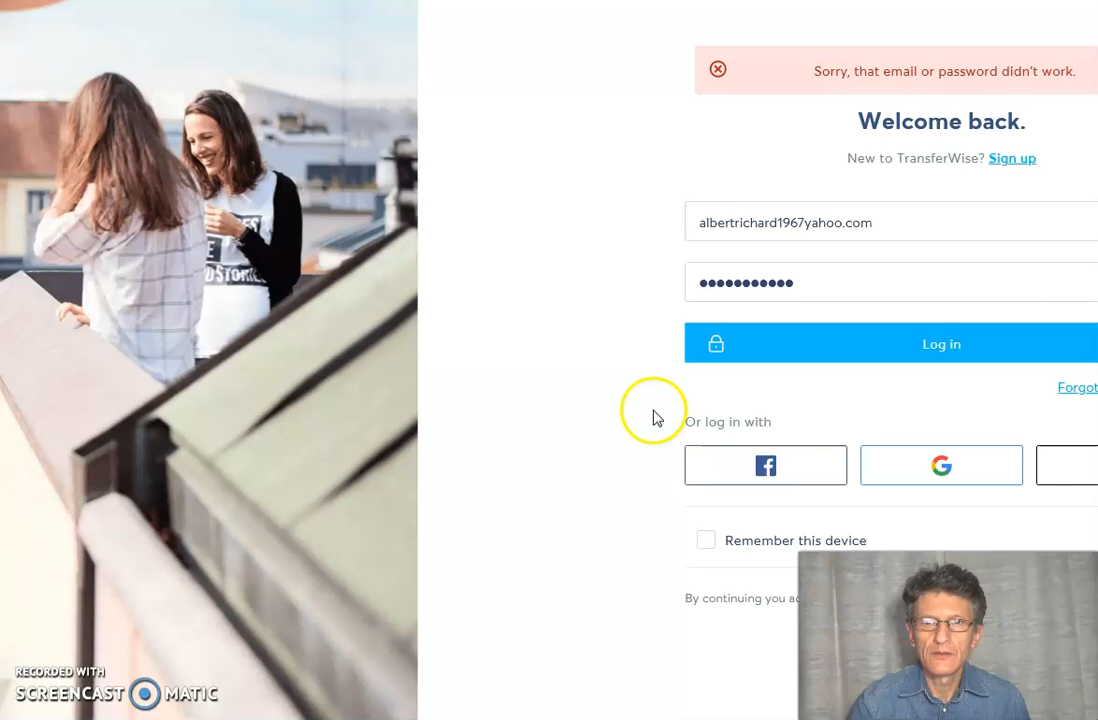 Sorry, that email or password didn't work.
Welcome back.
New to TransferWise? Sign up
albertrichard1967yahoo.com
•••••••••••
Log in
Forgot
Or log in with
Remember this device
By continuing you
RECORDED WITH
SCREENCAST MATIC